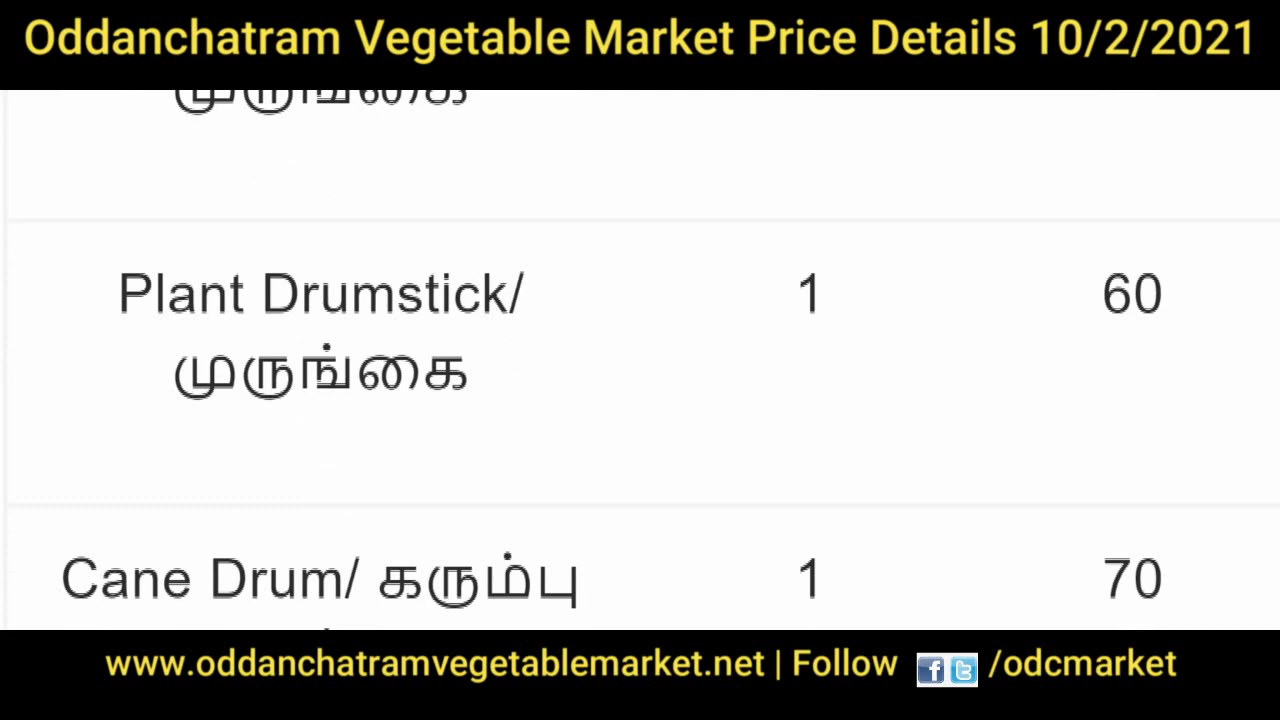 Oddanchatram Vegetable Market Price Details 10/2/2021
முருங்கை
Plant Drumstick/ 1 60
முருங்கை
Cane Drum/ கரும்பு 1 70
www.oddanchatramvegetablemarket.net | Follow /odcmarket